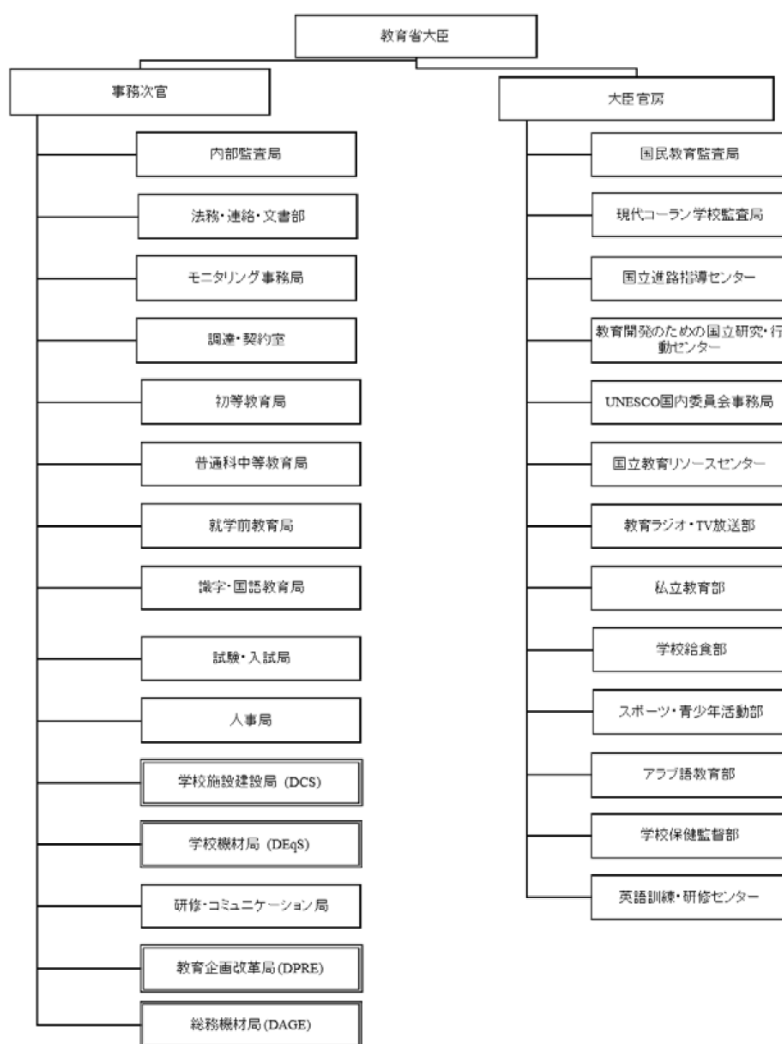 教育省大臣
事務次官
内部監査局
法務・連絡・文書部
モニタリング事務局
調達・契約室
初等教育局
普通科中等教育局
就学前教育局
識字・国語教育局
試験・入試局
人事局
学校施設建設局 (DCS)
学校機材局 (DEqS)
研修・コミュニケーション局
教育企画改革局(DPRE)
総務機材局(DAGE)
大臣官房
国民教育監査局
現代コーラン学校監査局
国立進路指導センター
教育開発のための国立研究・行
動センター
UNESCO国内委員会事務局
国立教育リソースセンター
教育ラジオ・TV放送部
私立教育部
学校給食部
スポーツ・青少年活動部
アラブ語教育部
学校保健監督部
英語訓練・研修センター